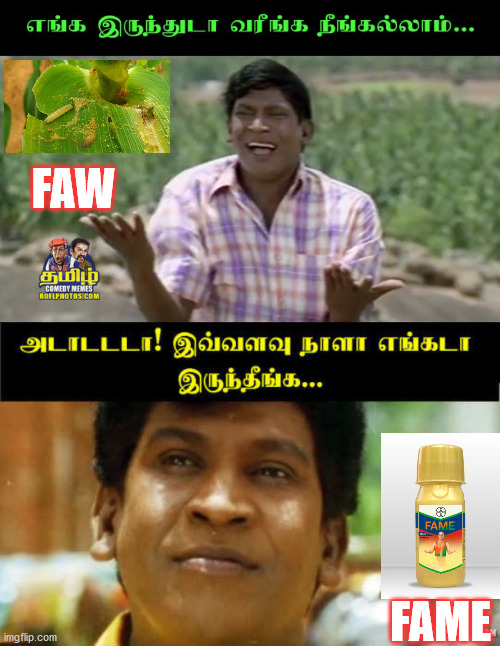 எங்க இருந்துடா வரீங்க நீங்கல்லாம்...
FAW
தமிழ்
COMEDY MEMES
ROFLPHOTOS.COM
அடாடடடா! இவ்வளவு நாளா எங்கடா
இருந்தீங்க...
FAME
FAME
imgflip.com